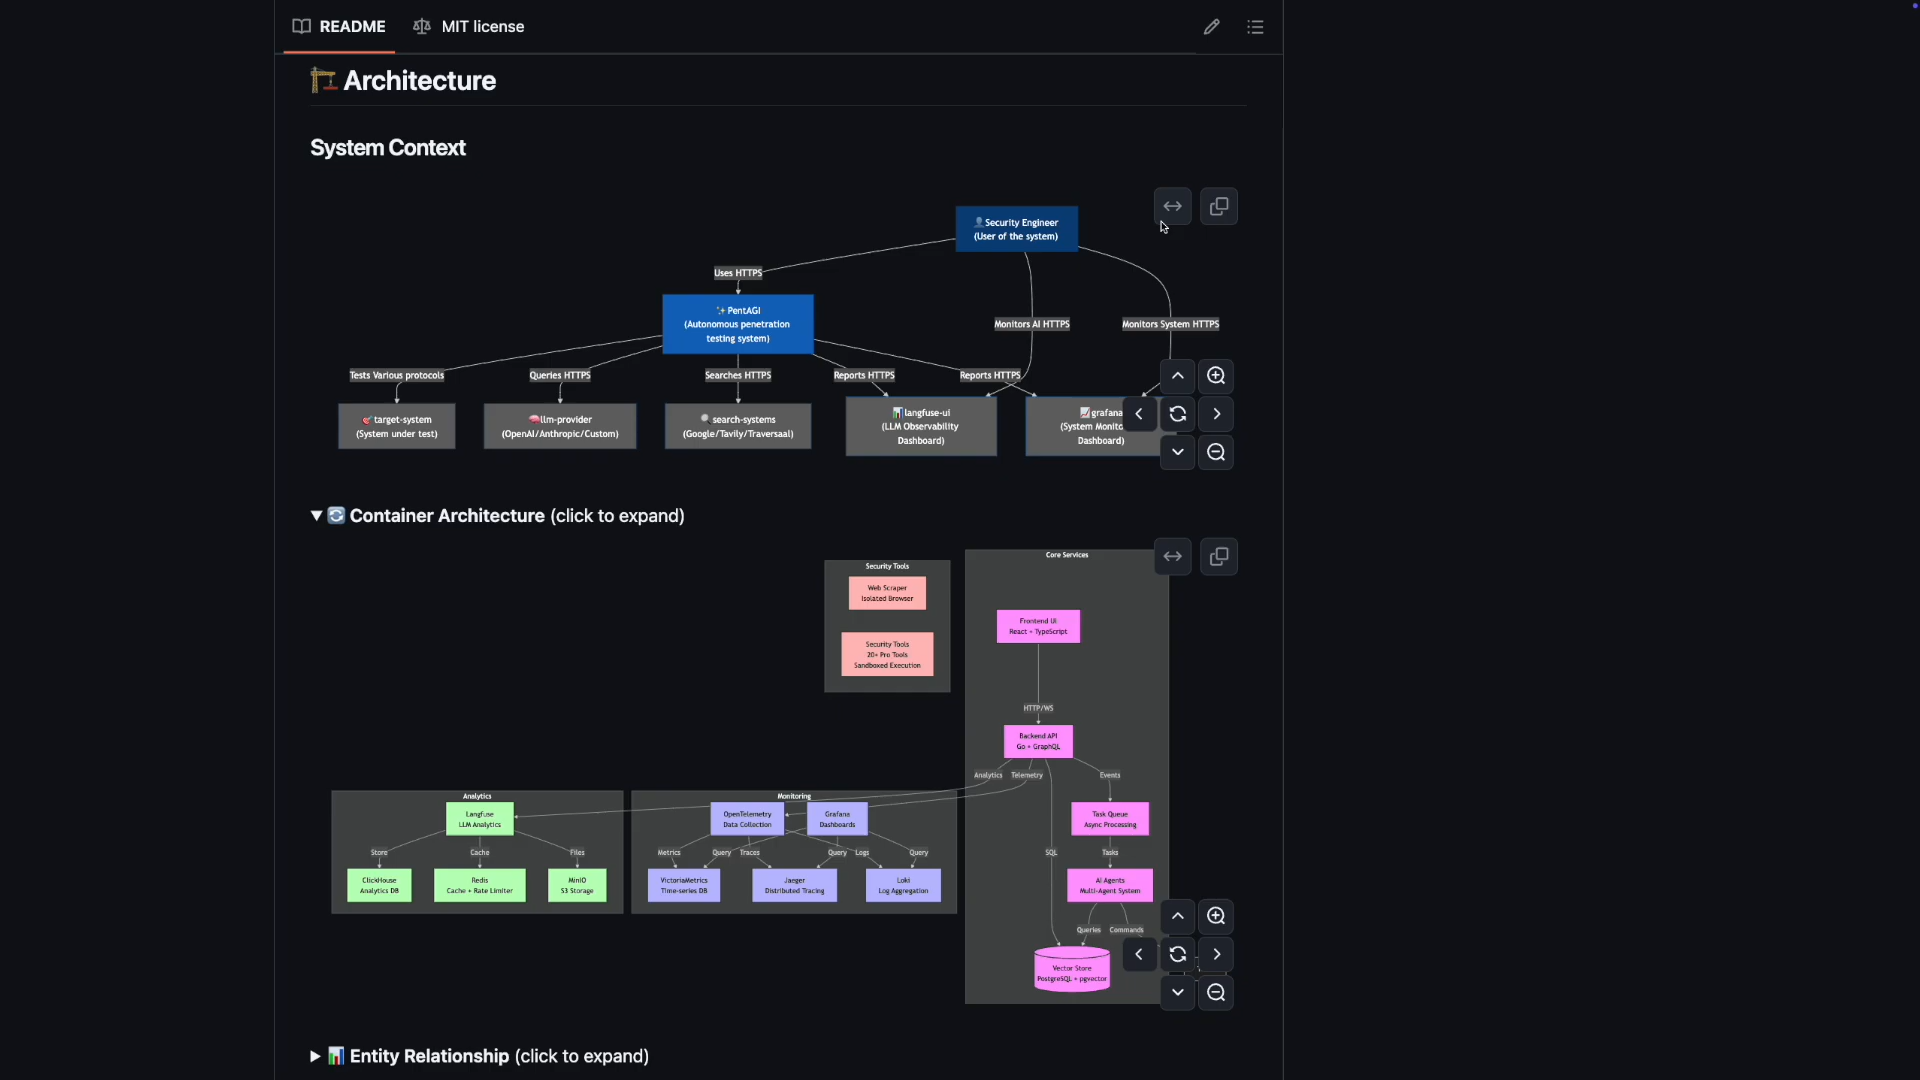 README
MIT license
Architecture
System Context
Security Engineer
(User of the system)
Uses HTTPS
PentAGI
(Autonomous penetration
testing system)
Monitors AI HTTPS
Monitors System HTTPS
Tests Various protocols
Queries HTTPS
Searches HTTPS
Reports HTTPS
Reports HTTPS
target-system
(System under test)
llm-provider
(OpenAI/Anthropic/Custom)
search-systems
(Google/Tavily/Traversaal)
langfuse-ui
(LLM Observability
Dashboard)
grafana
(System Monito
Dashboard)
Container Architecture (click to expand)
Core Services
Security Tools
Web Scraper
Isolated Browser
Security Tools
20+ Pro Tools
Sandboxed Execution
Frontend UI
React + TypeScript
HTTP/WS
Backend API
Go + GraphQL
Analytics
Telemetry
Events
Analytics
Monitoring
Langfuse
LLM Analytics
OpenTelemetry
Data Collection
Grafana
Dashboards
Task Queue
Async Processing
Store
Cache
Files
Metrics
Query
Traces
Query
Logs
Query
SQL
Tasks
ClickHouse
Analytics DB
Redis
Cache + Rate Limiter
MinIO
S3 Storage
VictoriaMetrics
Time-series DB
Jaeger
Distributed Tracing
Loki
Log Aggregation
AI Agents
Multi-Agent System
Queries
Commands
Vector Store
PostgreSQL + pgvector
Entity Relationship (click to expand)